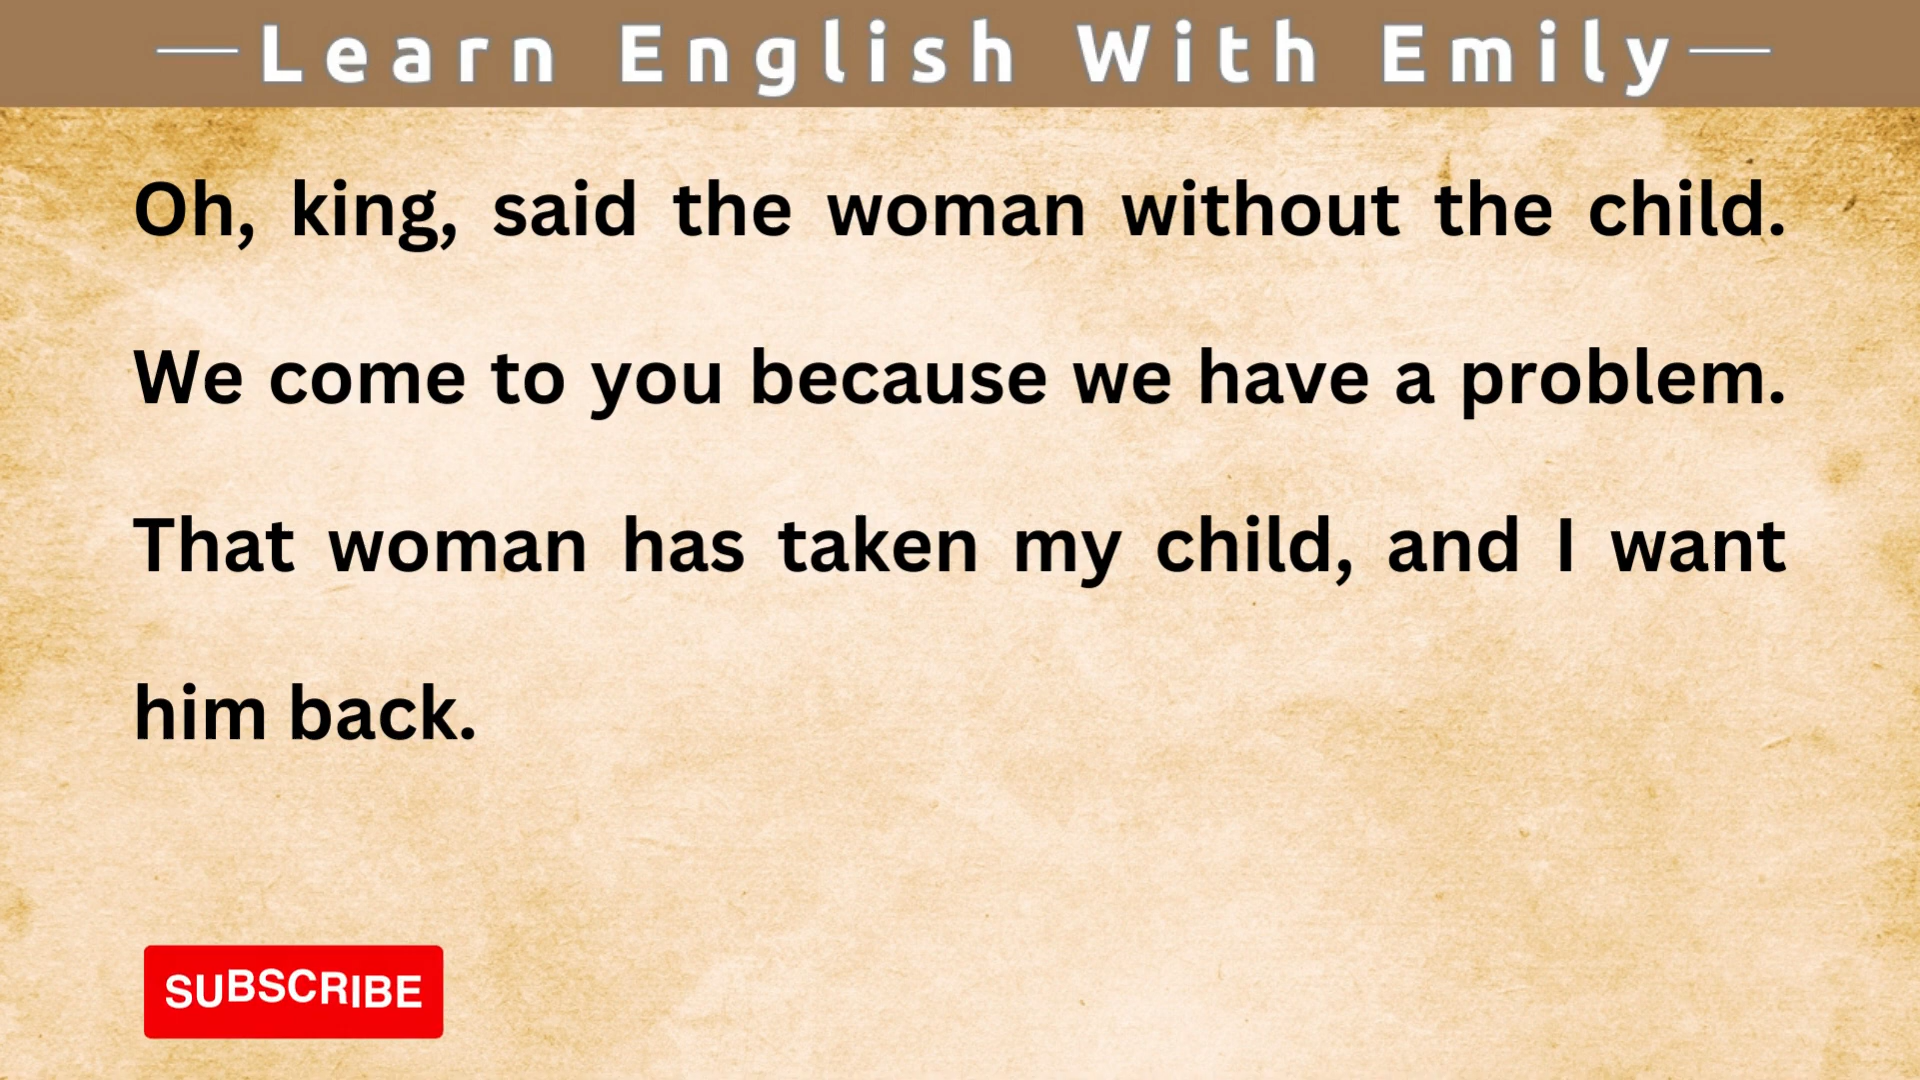 Learn English With Emily
Oh, king, said the woman without the child.
We come to you because we have a problem.
That woman has taken my child, and I want
him back.
SUBSCRIBE